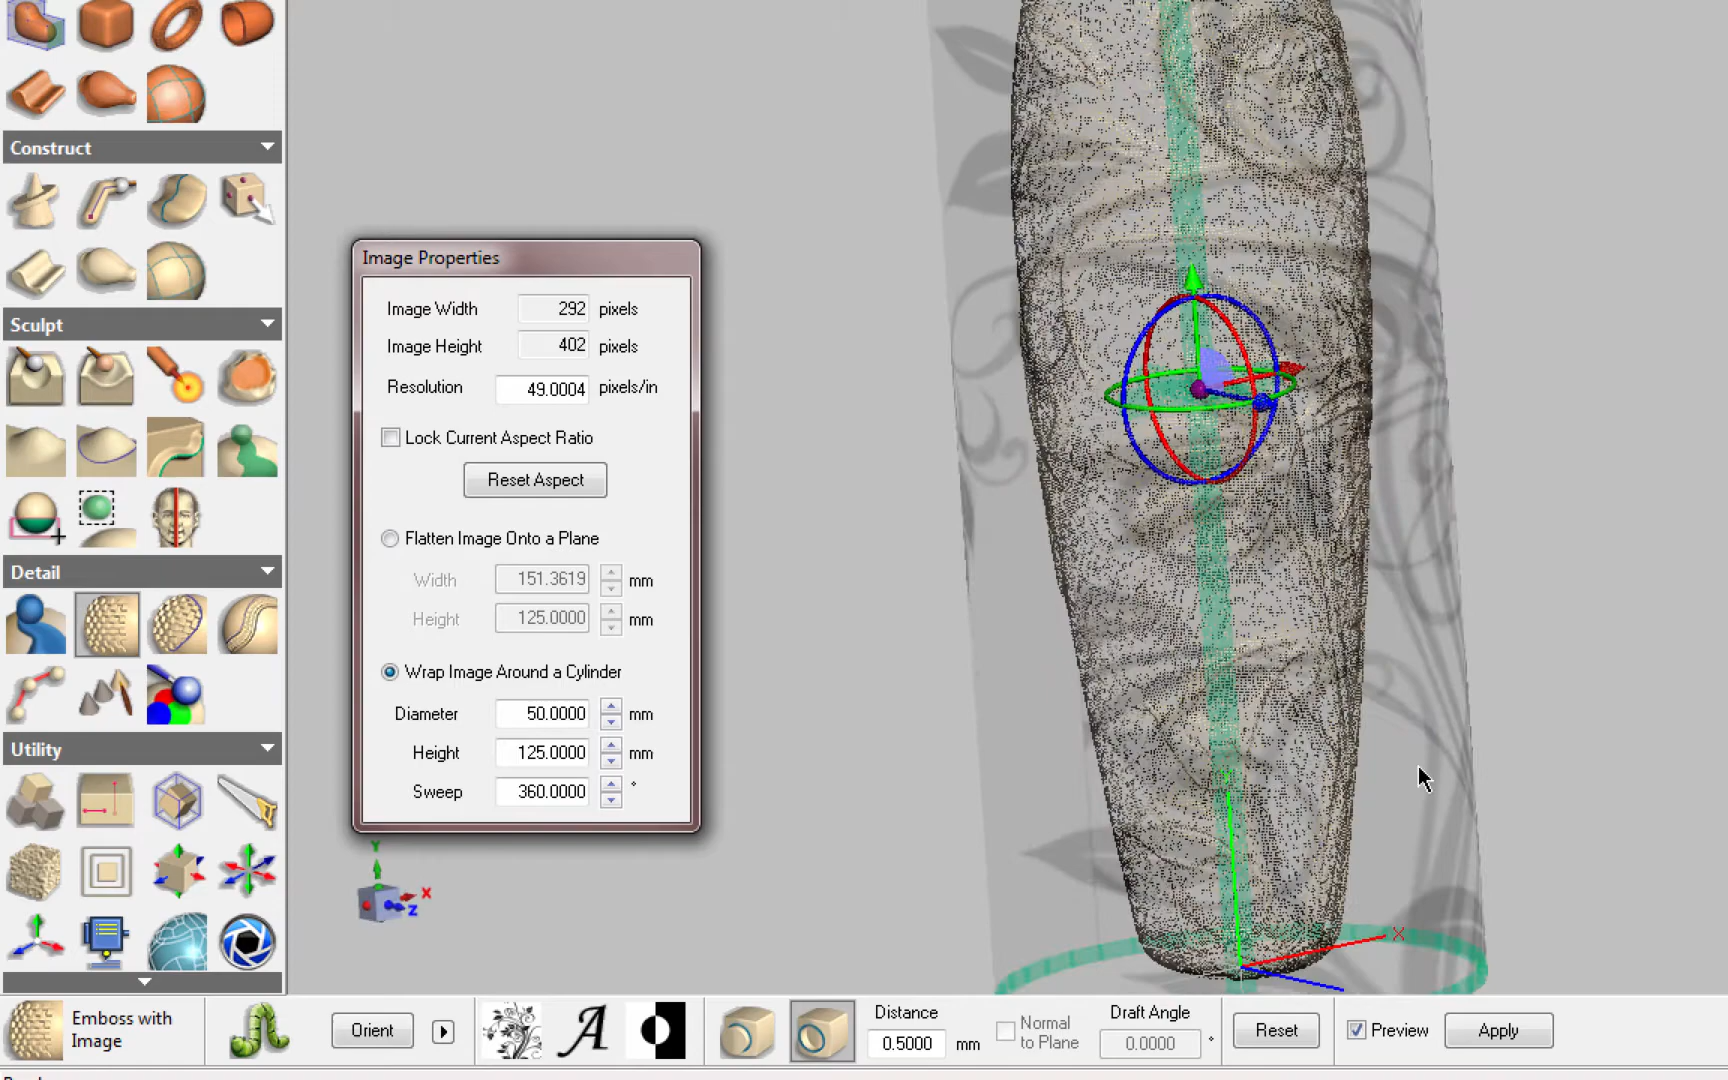 Construct
Sculpt
Detail
Utility
Image Properties
Image Width 292 pixels
Image Height 402 pixels
Resolution 49.0004 pixels/in
Lock Current Aspect Ratio
Reset Aspect
Flatten Image Onto a Plane
Width 151.3619 mm
Height 125.0000 mm
Wrap Image Around a Cylinder
Diameter 50.0000 mm
Height 125.0000 mm
Sweep 360.0000 °
Y
X
Z
Y
X
Emboss with
Image
Orient
A
Distance
0.5000 mm
Normal
to Plane
Draft Angle
0.0000 °
Reset
Preview
Apply